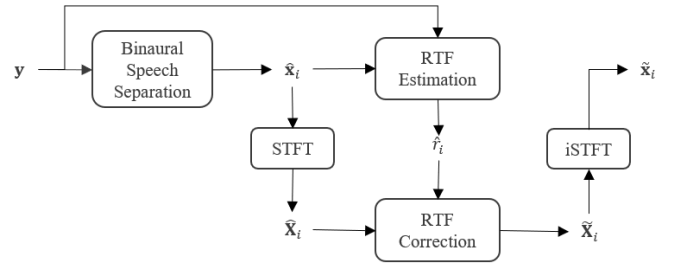 y
Binaural
Speech
Separation
x̂ᵢ
RTF
Estimation
x̃ᵢ
STFT
r̂ᵢ
iSTFT
X̂ᵢ
RTF
Correction
X̃ᵢ